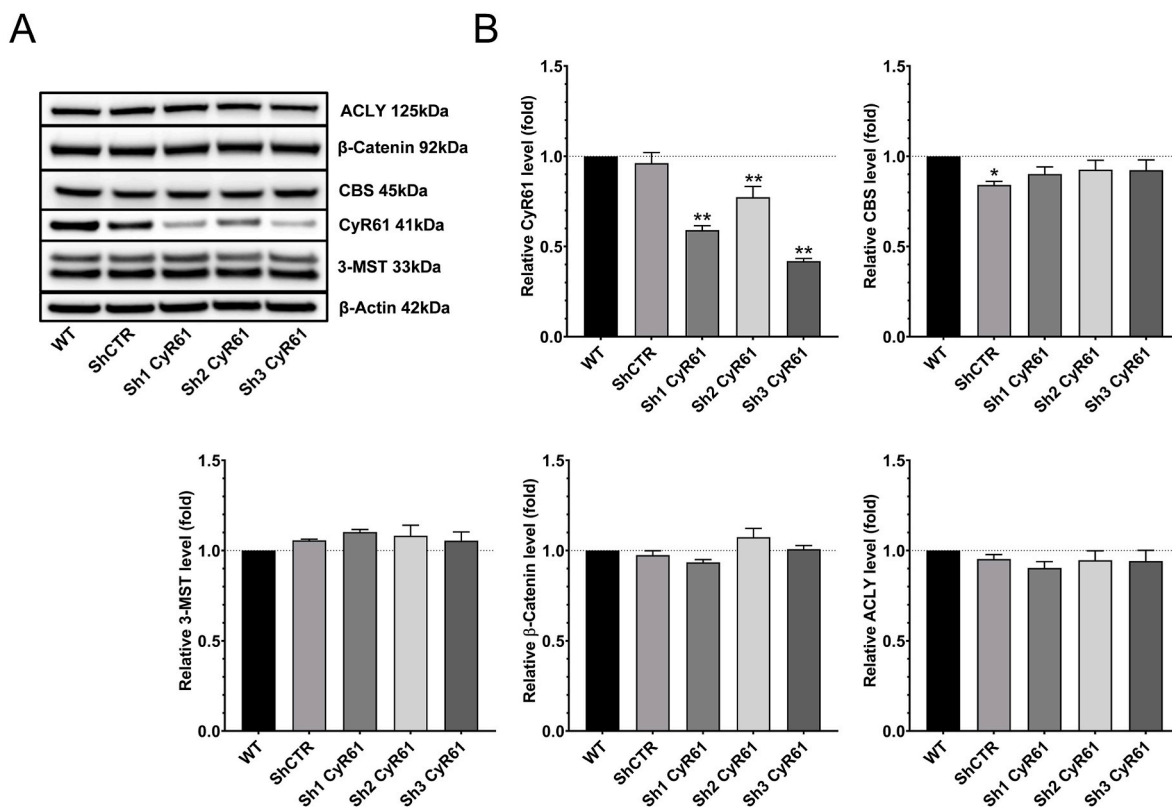 A
B
ACLY 125kDa
β-Catenin 92kDa
CBS 45kDa
CyR61 41kDa
3-MST 33kDa
β-Actin 42kDa
WT
ShCTR
Sh1 CyR61
Sh2 CyR61
Sh3 CyR61
Relative CyR61 level (fold)
1.5
1.0
0.5
0.0
**
**
**
WT
ShCTR
Sh1 CyR61
Sh2 CyR61
Sh3 CyR61
Relative CBS level (fold)
1.5
1.0
0.5
0.0
*
WT
ShCTR
Sh1 CyR61
Sh2 CyR61
Sh3 CyR61
Relative 3-MST level (fold)
1.5
1.0
0.5
0.0
WT
ShCTR
Sh1 CyR61
Sh2 CyR61
Sh3 CyR61
Relative β-Catenin level (fold)
1.5
1.0
0.5
0.0
WT
ShCTR
Sh1 CyR61
Sh2 CyR61
Sh3 CyR61
Relative ACLY level (fold)
1.5
1.0
0.5
0.0
WT
ShCTR
Sh1 CyR61
Sh2 CyR61
Sh3 CyR61